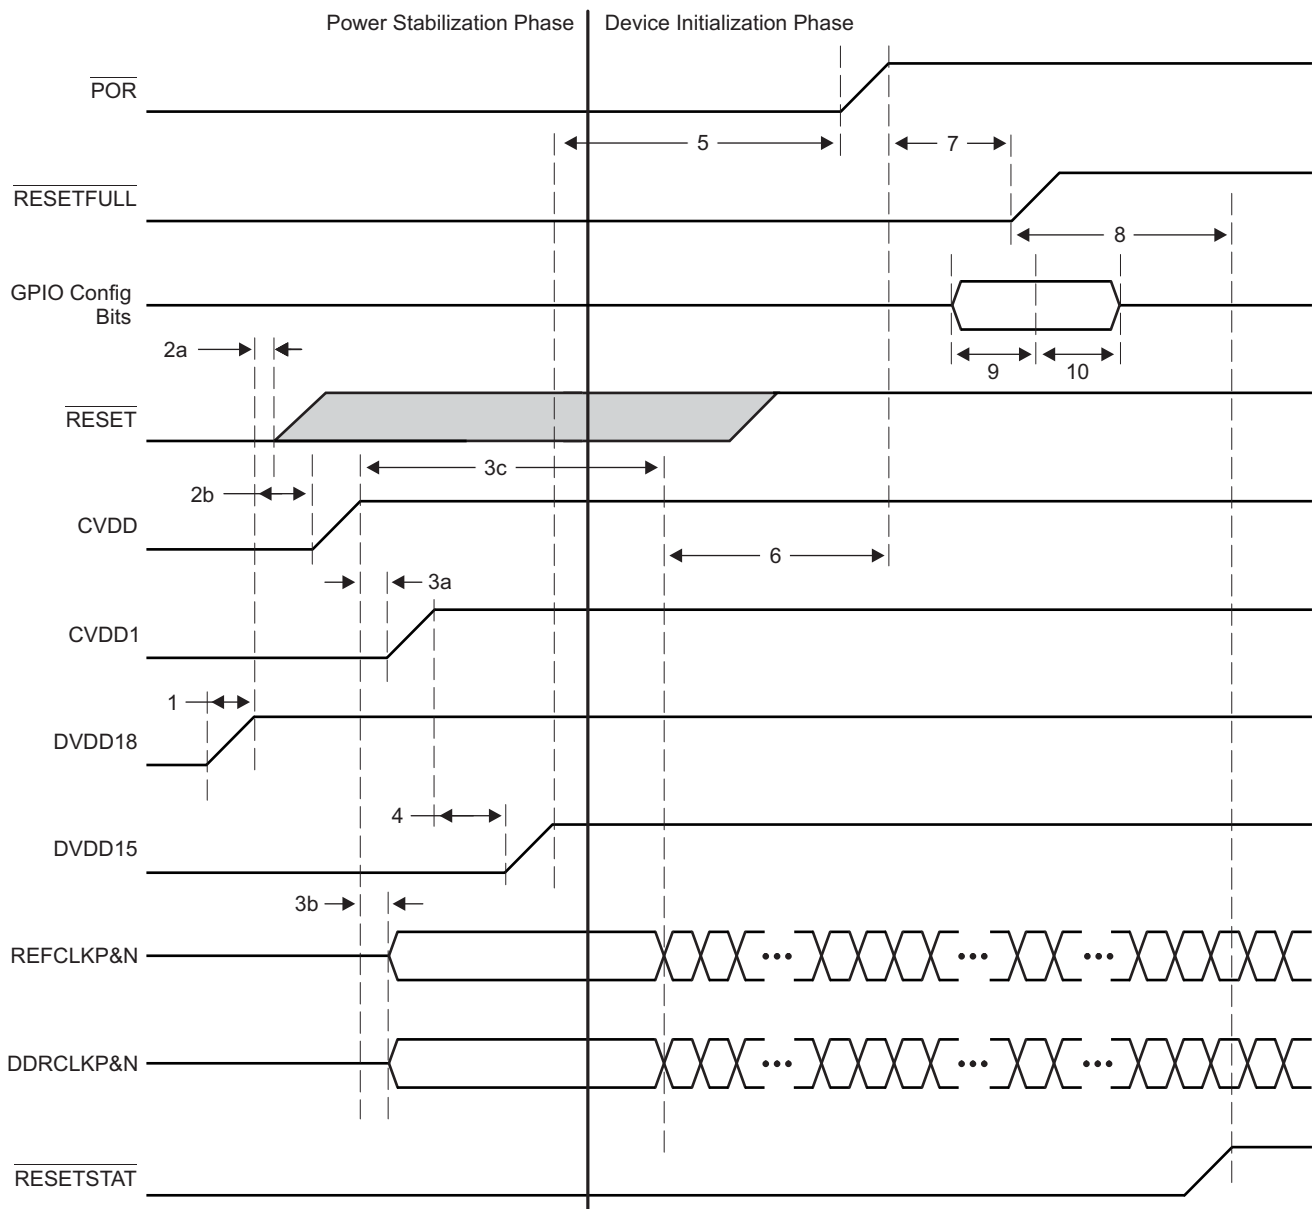 Power Stabilization Phase
Device Initialization Phase
POR
5
7
RESETFULL
8
GPIO Config
Bits
2a
9
10
RESET
3c
2b
CVDD
6
3a
CVDD1
1
DVDD18
4
DVDD15
3b
REFCLKP&N
DDRCLKP&N
RESETSTAT